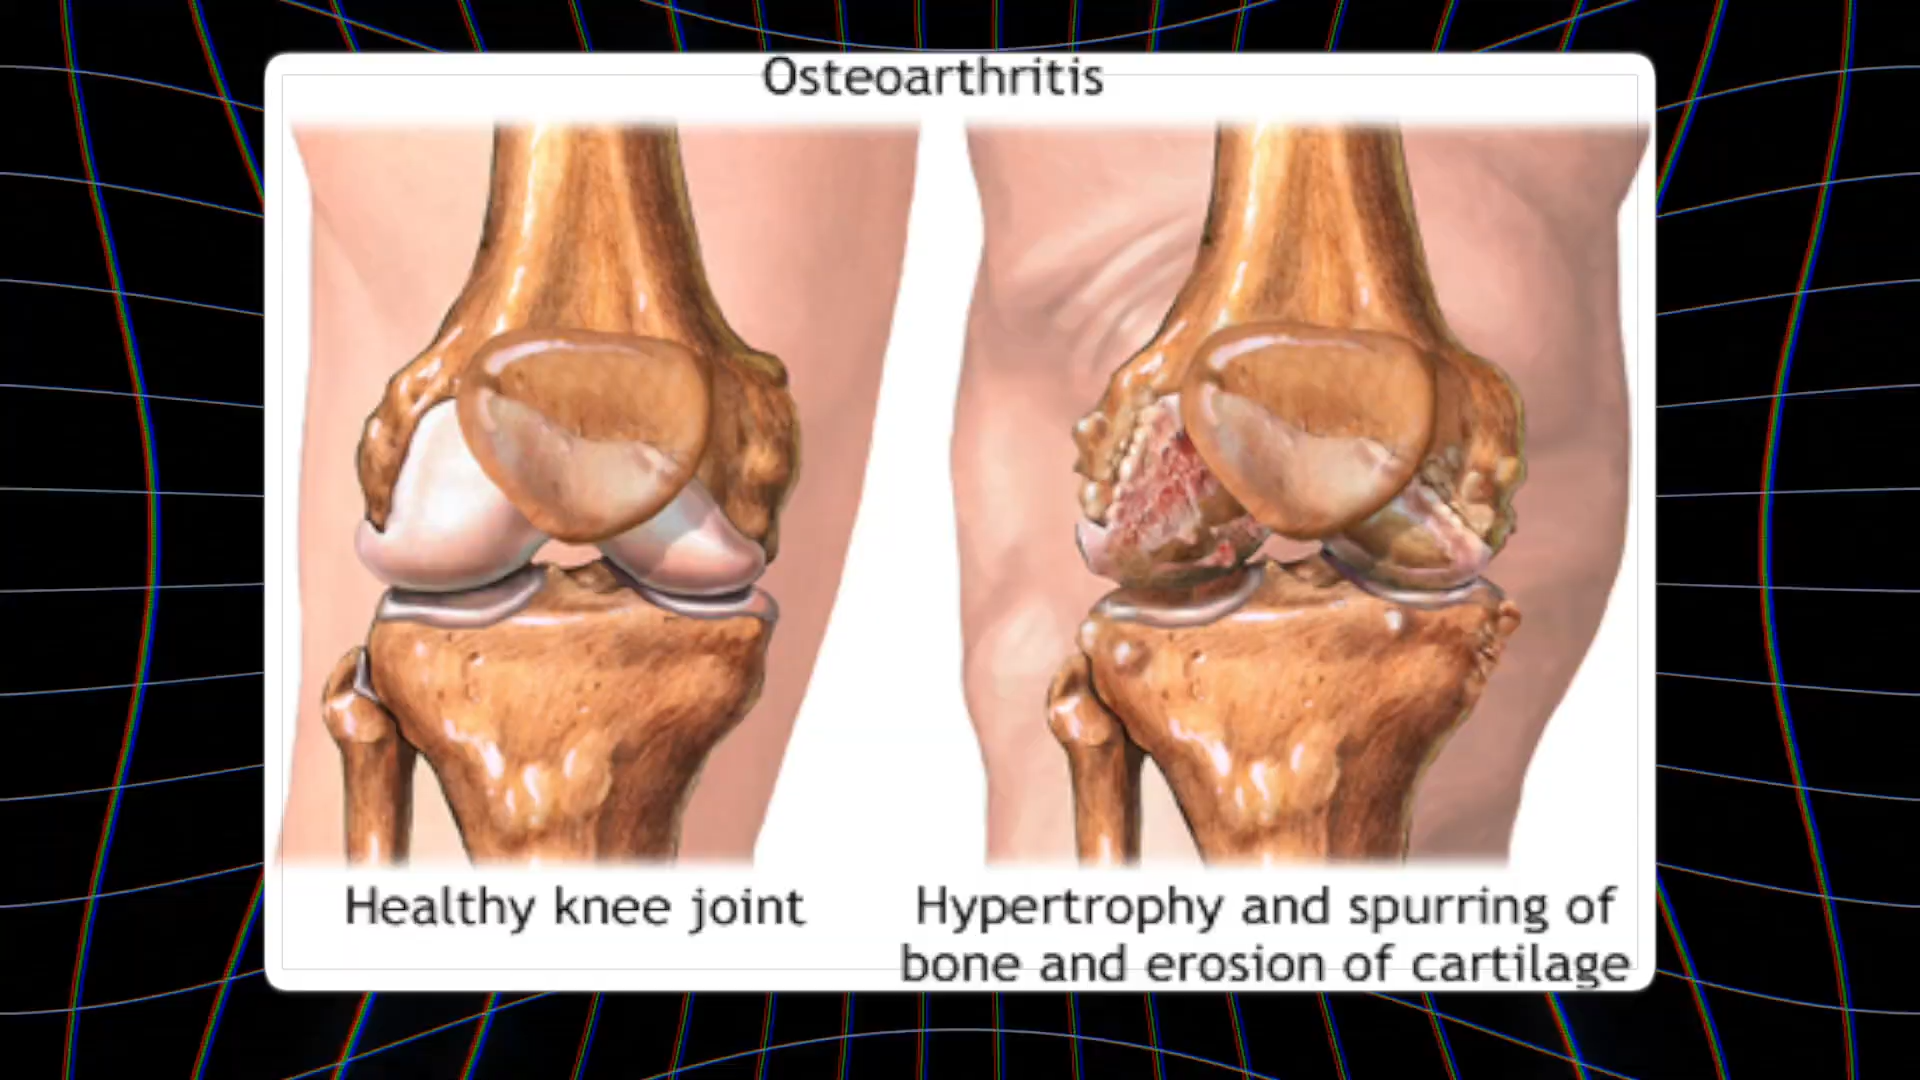 Osteoarthritis
Healthy knee joint
Hypertrophy and spurring of
bone and erosion of cartilage